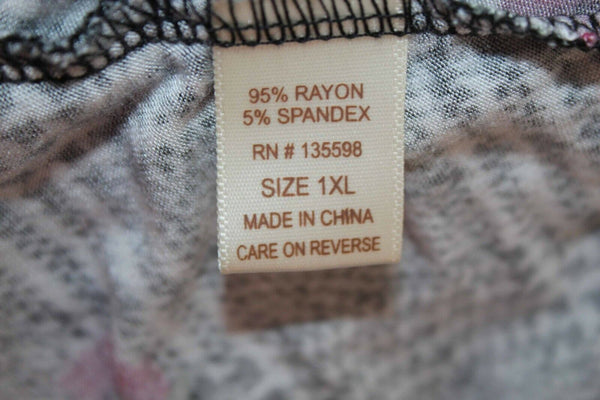 95% RAYON
5% SPANDEX
RN # 135598
SIZE 1XL
MADE IN CHINA
CARE ON REVERSE